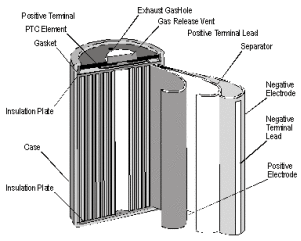 Exhaust GasHole
Positive Terminal
Gas Release Vent
PTC Element
Positive Terminal Lead
Gasket
Separator
Negative
Electrode
Insulation Plate
Negative
Terminal
Lead
Case
Positive
Electrode
Insulation Plate